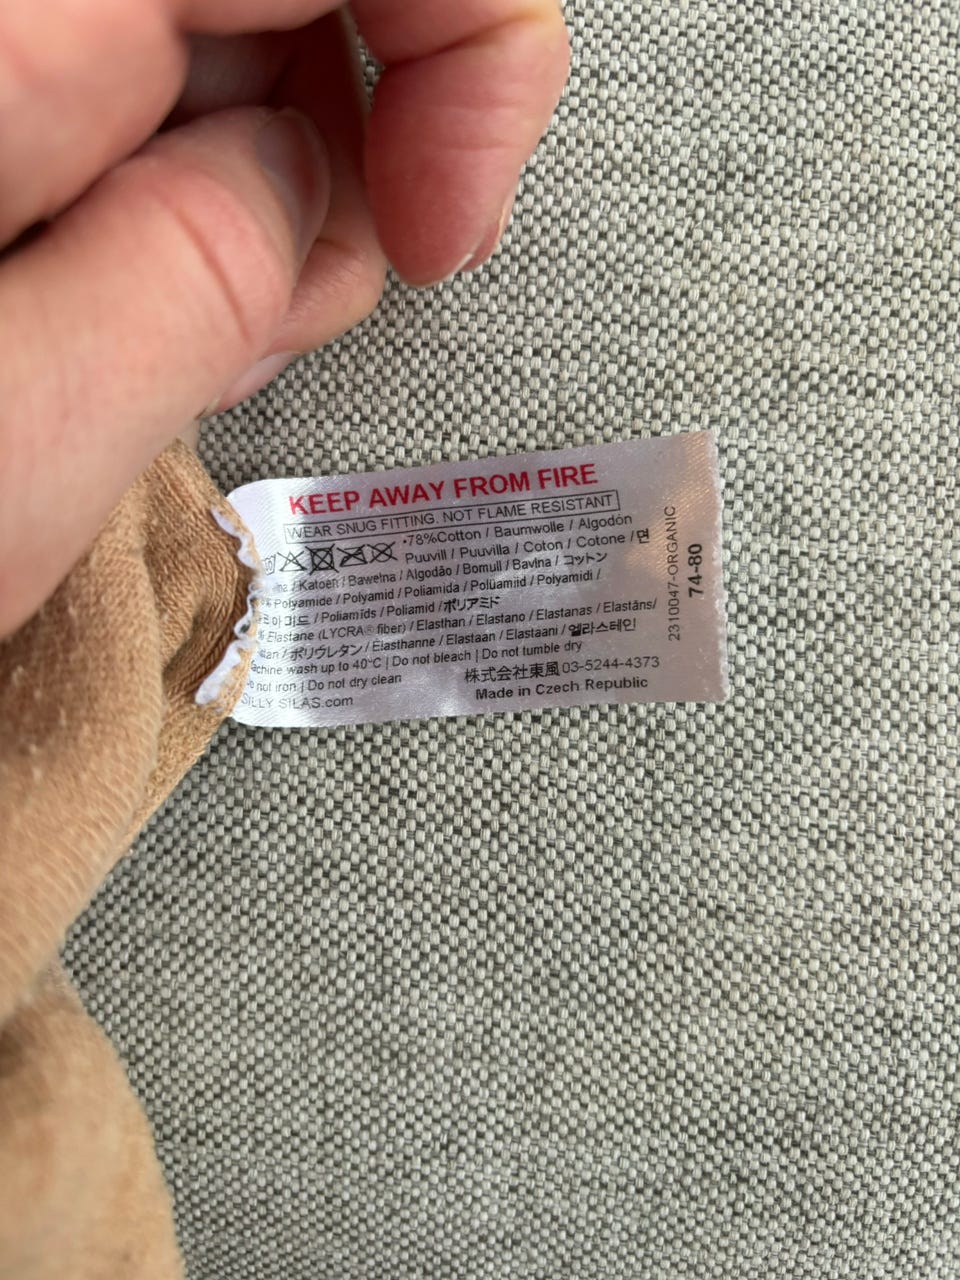 KEEP AWAY FROM FIRE
WEAR SNUG FITTING. NOT FLAME RESISTANT
•78%Cotton / Baumwolle / Algodón
Puuvill / Puuvilla / Coton / Cotone / 면
/ Katoen / Bawełna / Algodão / Bomull / Bavlna / コットン
Polyamide / Polyamid / Poliamida / Polüamiid / Polyamidi /
/ Poliamīds / Poliamid / ポリアミド
% Elastane (LYCRA® fiber) / Elasthan / Elastano / Elastanas / Elastāns/
/ ポリウレタン / Élasthanne / Elastaan / Elastaani / 엘라스테인
achine wash up to 40°C | Do not bleach | Do not tumble dry
not iron | Do not dry clean
SILLY SILAS.com
株式会社東風 03-5244-4373
Made in Czech Republic
2310047-ORGANIC
74-80